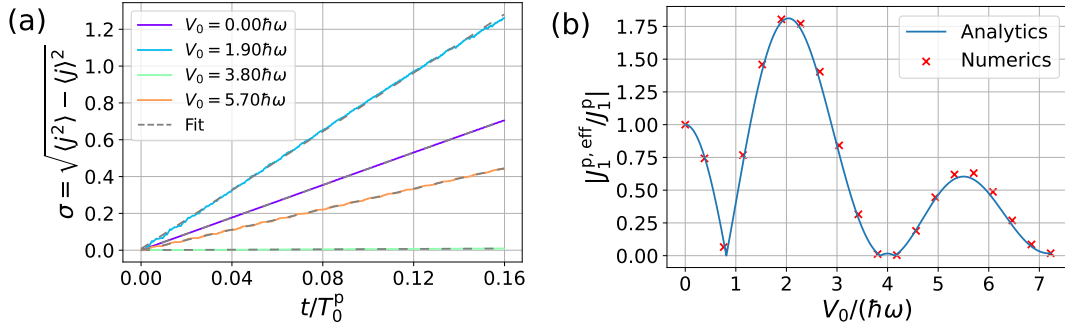 (a)
σ = √⟨j²⟩ − ⟨j⟩²
1.2
1.0
0.8
0.6
0.4
0.2
0.0
V₀ = 0.00ħω
V₀ = 1.90ħω
V₀ = 3.80ħω
V₀ = 5.70ħω
Fit
0.00 0.04 0.08 0.12 0.16
t/T₀ᵖ
(b)
|J₁^{p,eff}/J₁^p|
1.75
1.50
1.25
1.00
0.75
0.50
0.25
0.00
Analytics
Numerics
0 1 2 3 4 5 6 7
V₀/(ħω)